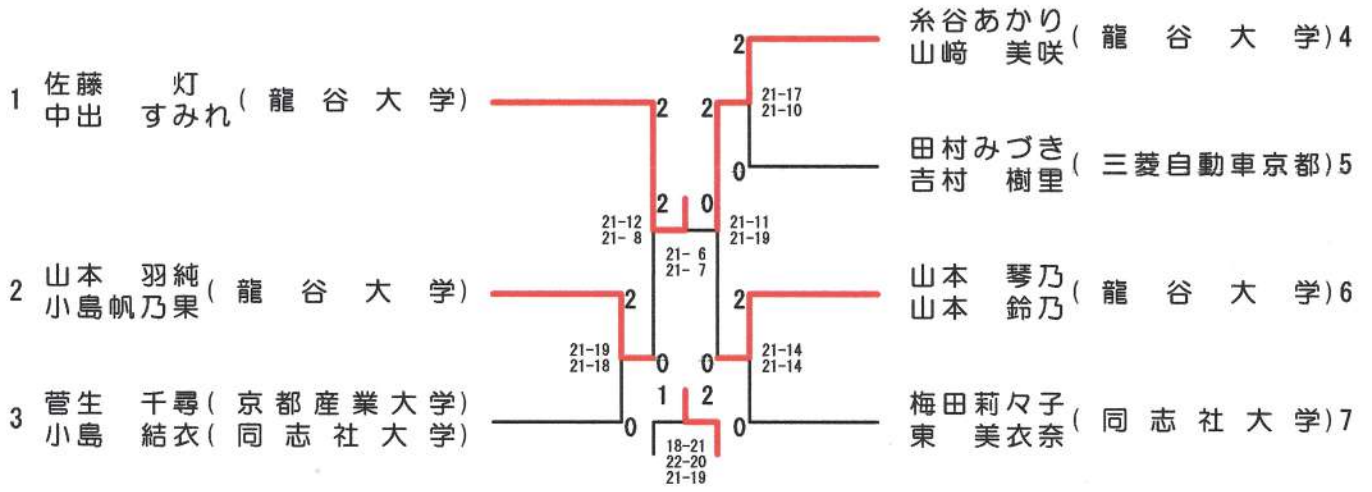 1 佐藤 灯
中出 すみれ ( 龍谷大学 )
2 山本 羽純
小島帆乃果 ( 龍谷大学 )
3 菅生 千尋 ( 京都産業大学 )
小島 結衣 ( 同志社大学 )
2 2
2 0
21-12
21- 8
21- 6
21- 7
21-11
21-19
2
21-19
21-18
0
0 0
1 2
18-21
22-20
21-19
2
21-17
21-10
0
2
21-14
21-14
0
糸谷あかり
山﨑 美咲 ( 龍谷大学 ) 4
田村みづき
吉村 樹里 ( 三菱自動車京都 ) 5
山本 琴乃
山本 鈴乃 ( 龍谷大学 ) 6
梅田莉々子
東 美衣奈 ( 同志社大学 ) 7